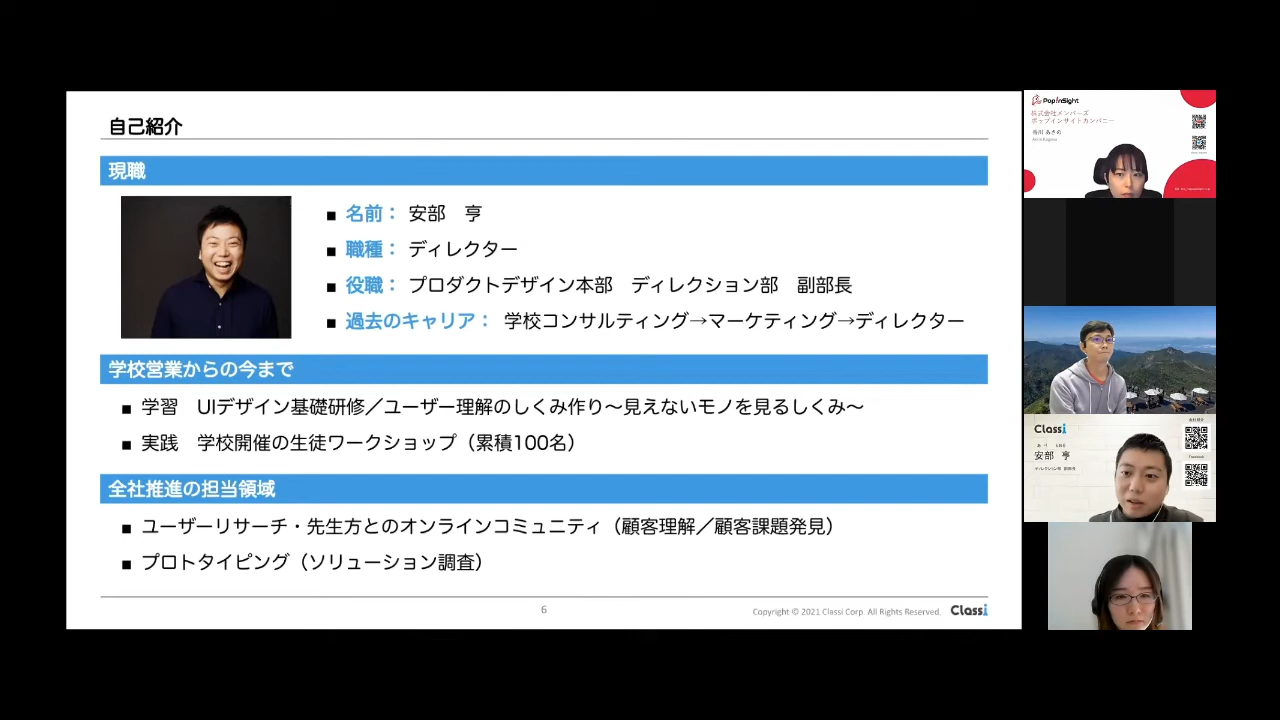 自己紹介
現職
■ 名前： 安部　亨
■ 職種： ディレクター
■ 役職： プロダクトデザイン本部　ディレクション部　副部長
■ 過去のキャリア： 学校コンサルティング→マーケティング→ディレクター
学校営業からの今まで
■ 学習　UIデザイン基礎研修／ユーザー理解のしくみ作り～見えないモノを見るしくみ～
■ 実践　学校開催の生徒ワークショップ（累積100名）
全社推進の担当領域
■ ユーザーリサーチ・先生方とのオンラインコミュニティ（顧客理解／顧客課題発見）
■ プロトタイピング（ソリューション調査）
6
Copyright © 2021 Classi Corp. All Rights Reserved.
Classi
PopInSight
株式会社メンバーズ
ポップインサイトカンパニー
Classi
安部 亨
ディレクション部 副部長
Facebook